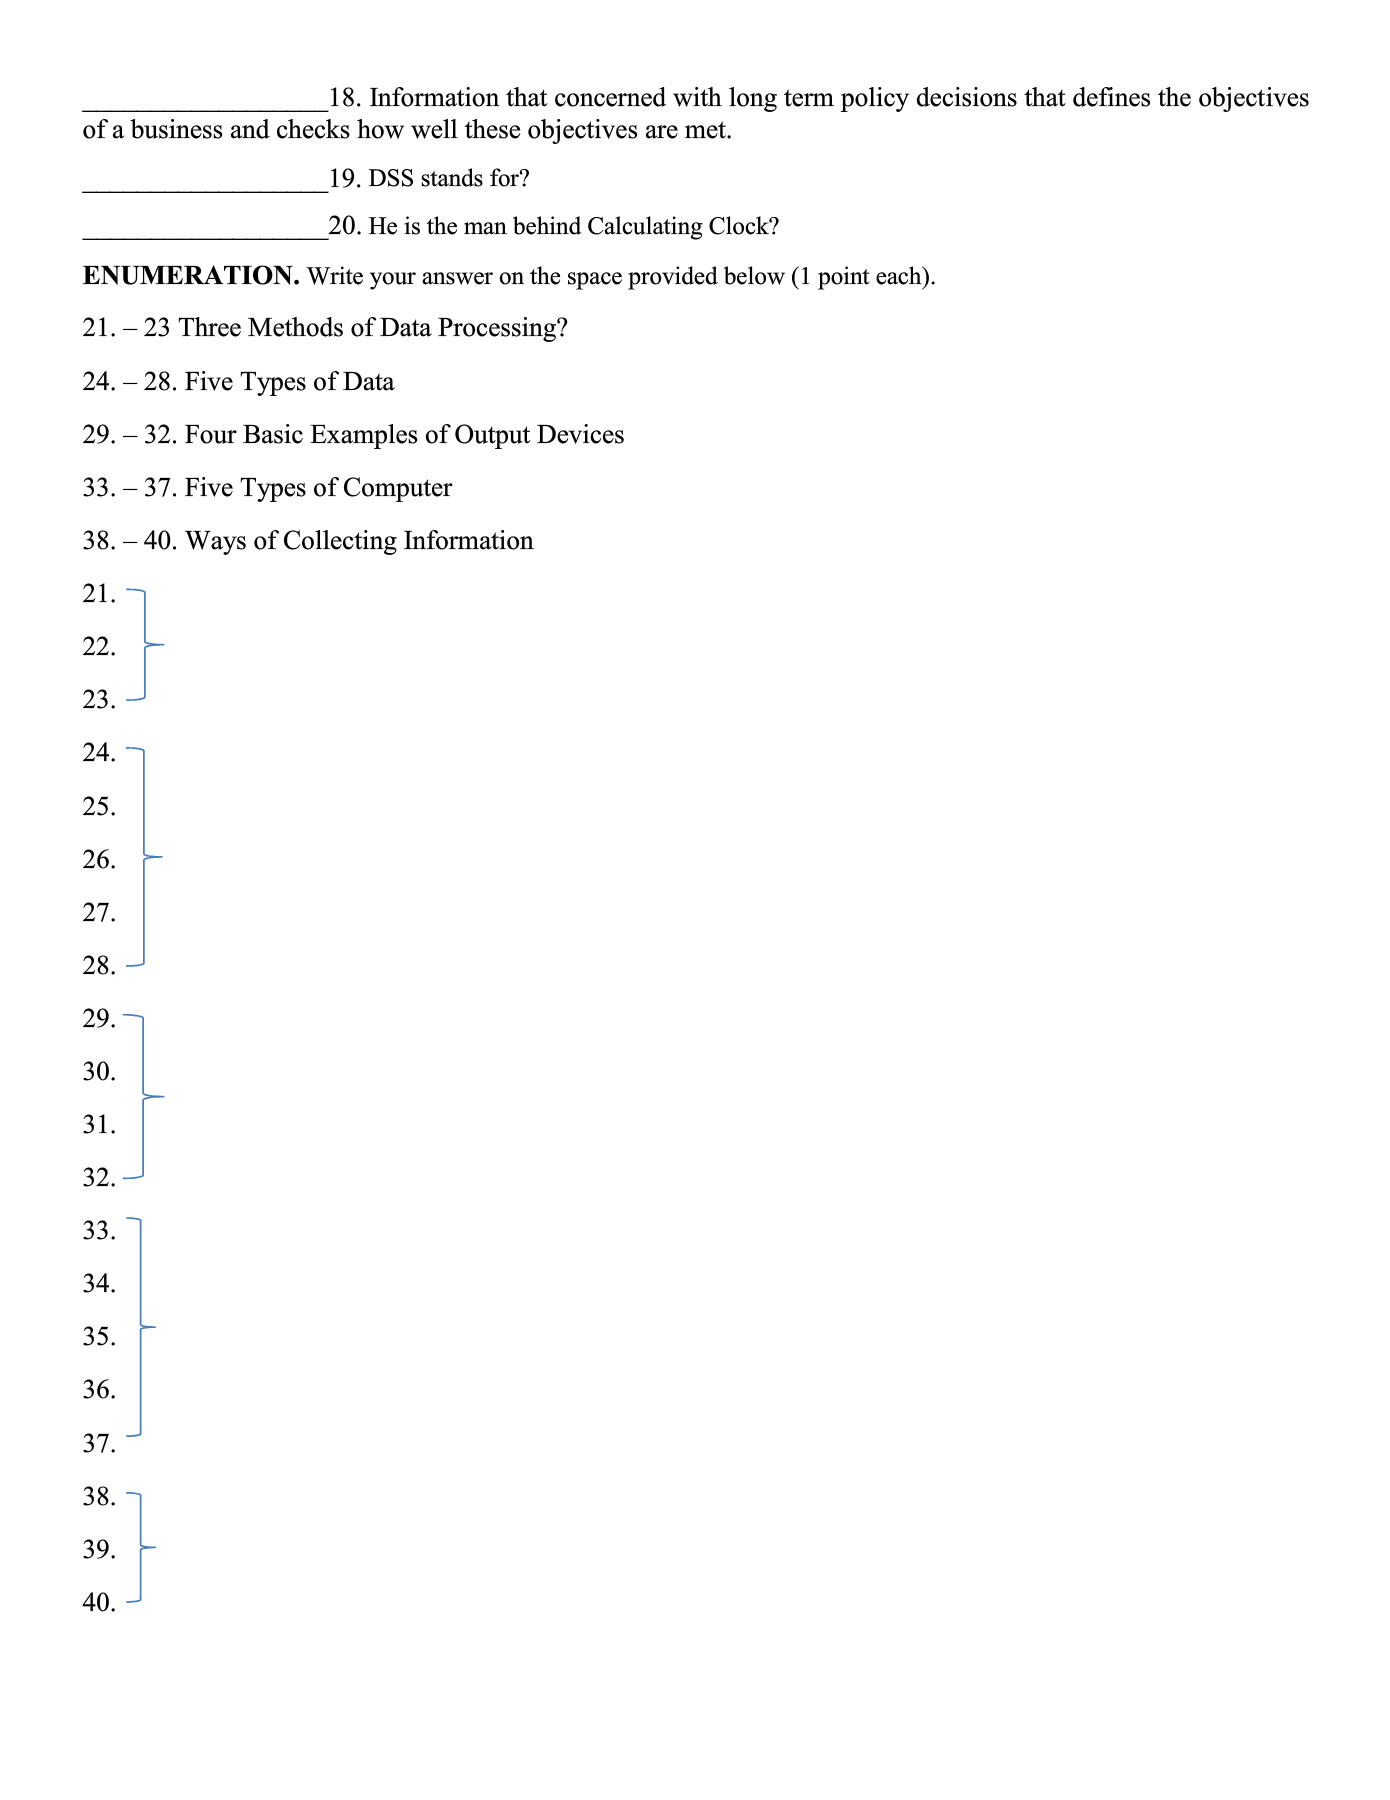 __________________18. Information that concerned with long term policy decisions that defines the objectives
of a business and checks how well these objectives are met.
__________________19. DSS stands for?
__________________20. He is the man behind Calculating Clock?
ENUMERATION. Write your answer on the space provided below (1 point each).
21. – 23 Three Methods of Data Processing?
24. – 28. Five Types of Data
29. – 32. Four Basic Examples of Output Devices
33. – 37. Five Types of Computer
38. – 40. Ways of Collecting Information
21.
22.
23.
24.
25.
26.
27.
28.
29.
30.
31.
32.
33.
34.
35.
36.
37.
38.
39.
40.